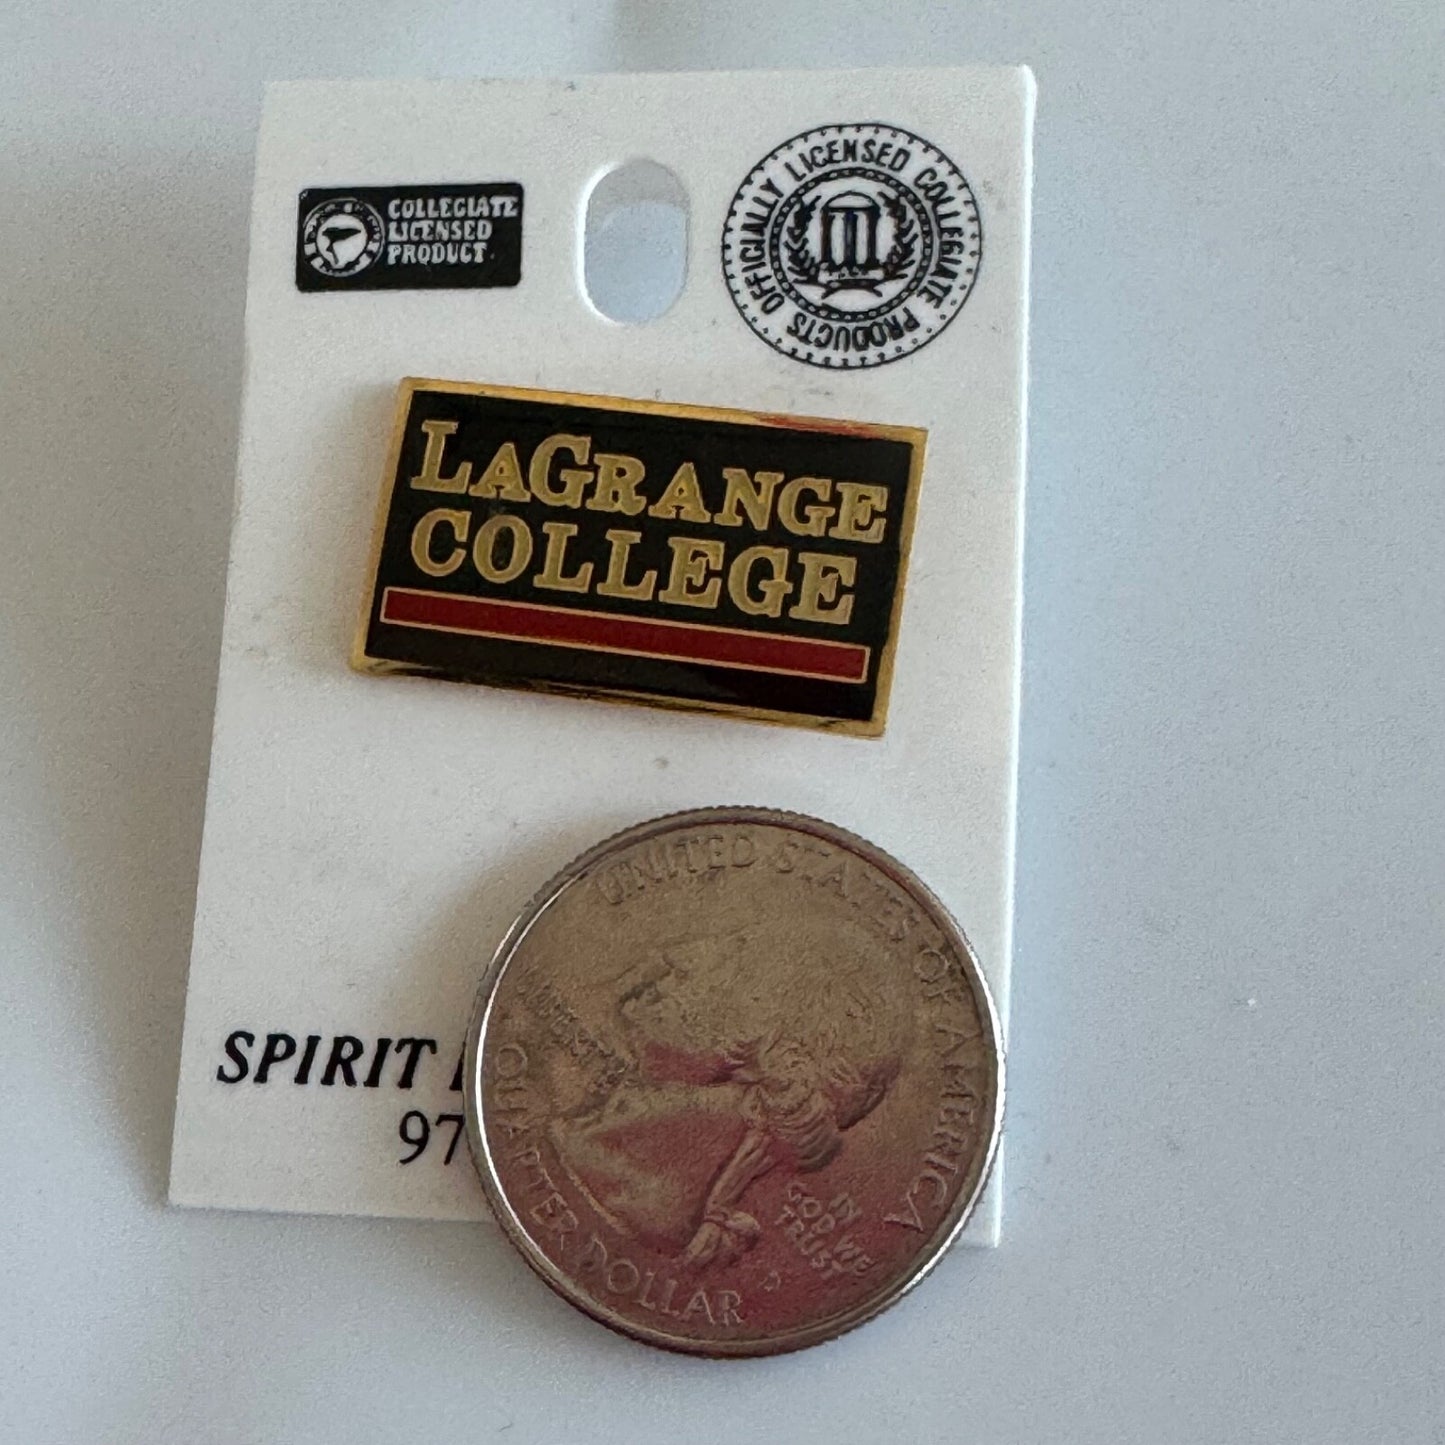 COLLEGIATE
LICENSED
PRODUCT
OFFICIALLY LICENSED COLLEGIATE PRODUCTS
LAGRANGE
COLLEGE
SPIRIT
97
UNITED STATES OF AMERICA
LIBERTY
IN
GOD WE
TRUST
D
QUARTER DOLLAR